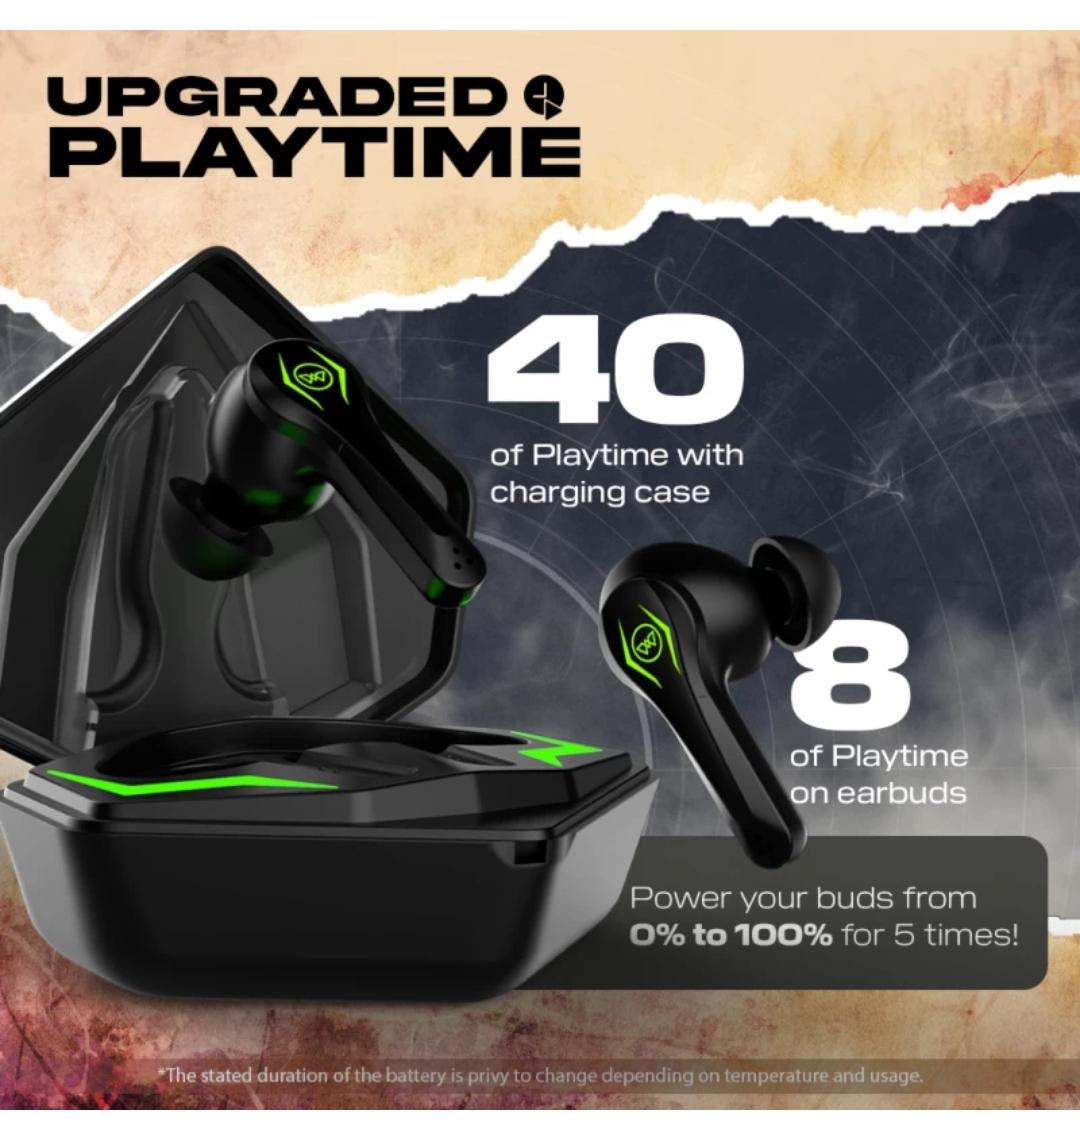 UPGRADED
PLAYTIME
40
of Playtime with
charging case
8
of Playtime
on earbuds
Power your buds from
0% to 100% for 5 times!
*The stated duration of the battery is privy to change depending on temperature and usage.